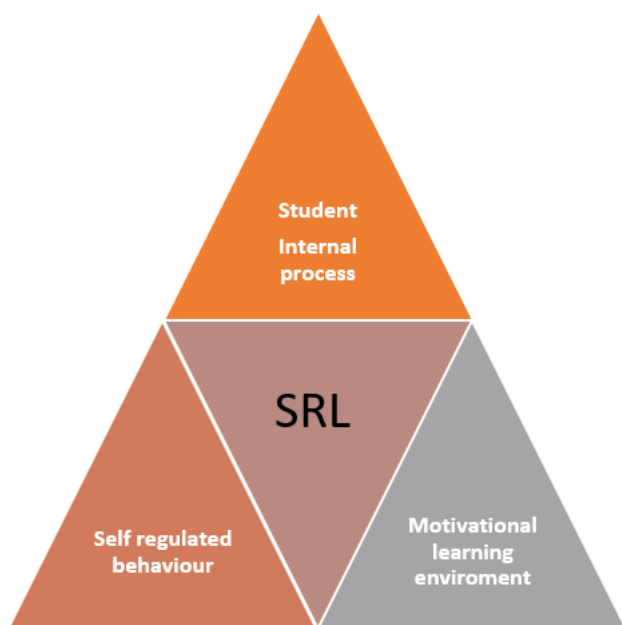 Student
Internal
process
SRL
Self regulated
behaviour
Motivational
learning
enviroment